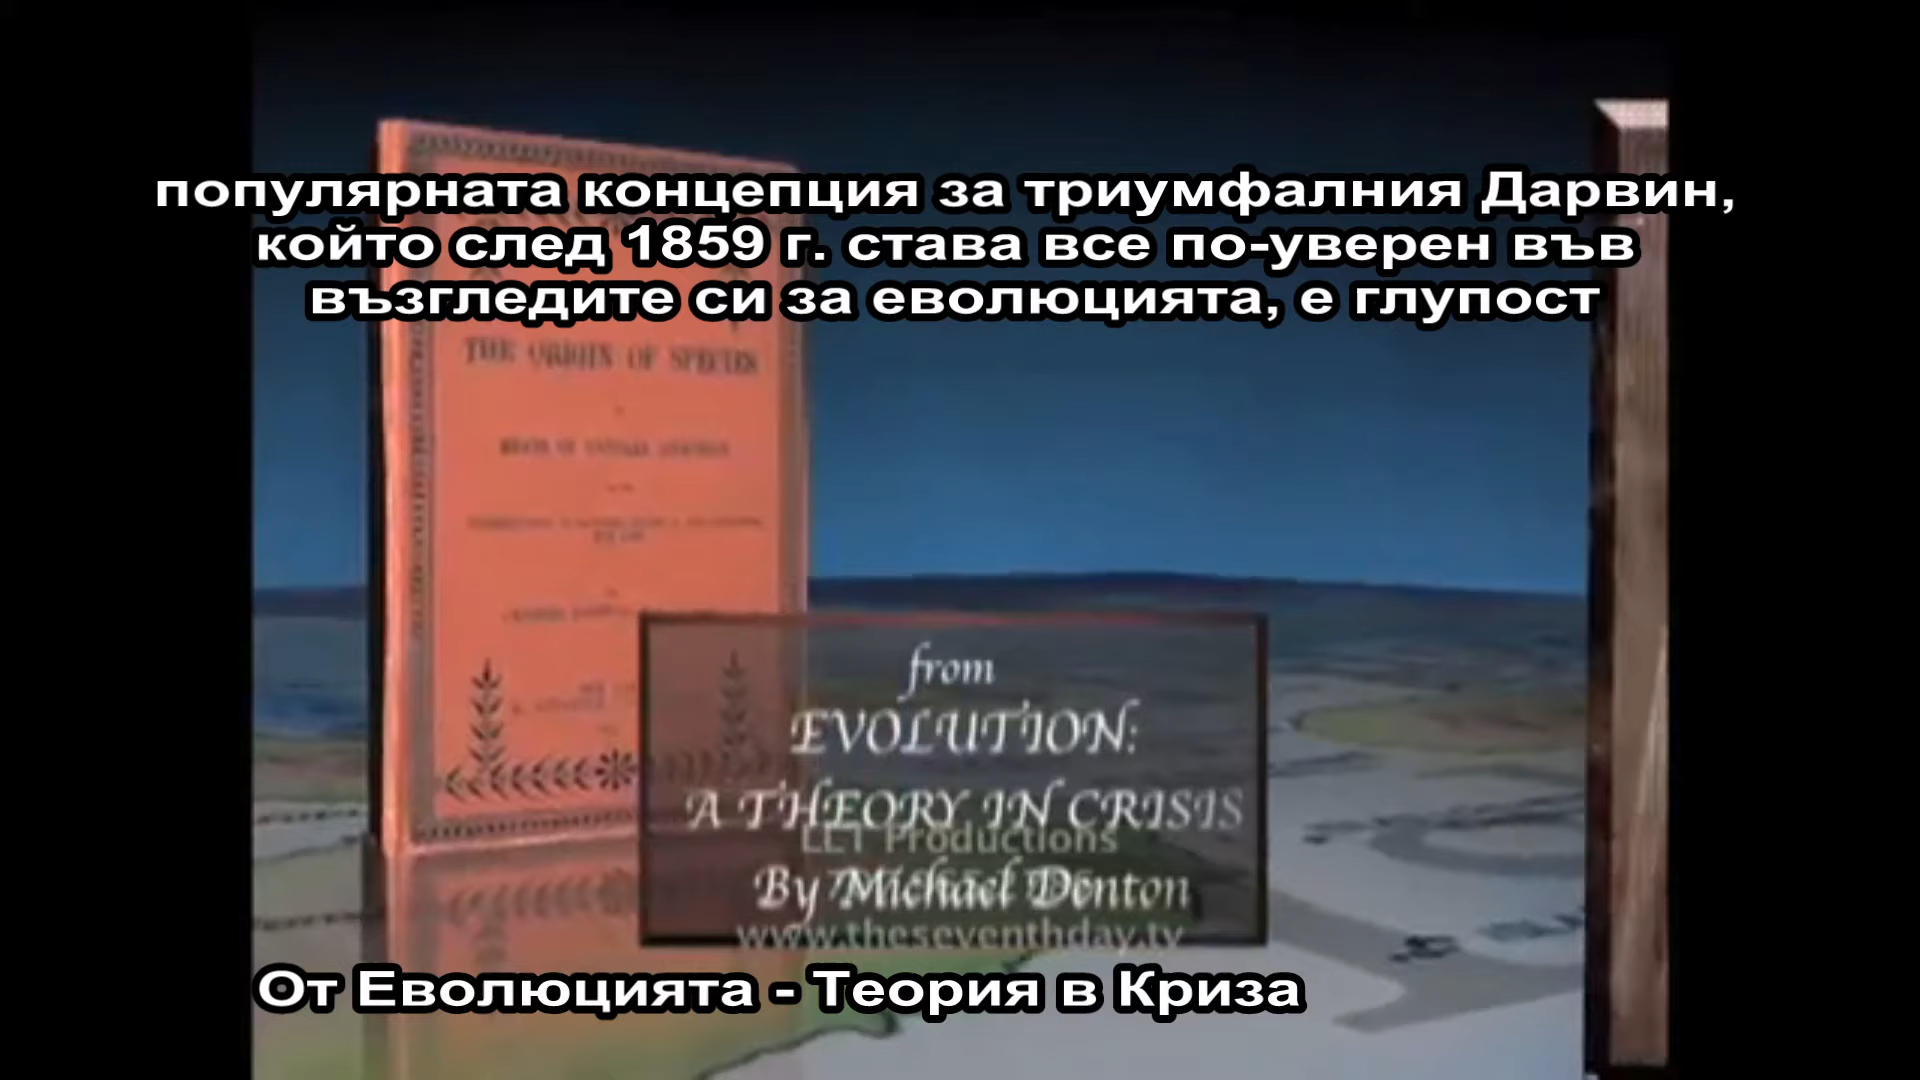 популярната концепция за триумфалния Дарвин,
който след 1859 г. става все по-уверен във
възгледите си за еволюцията, е глупост
THE ORIGIN OF SPECIES
from
EVOLUTION:
A THEORY IN CRISIS
LLT Productions
By Michael Denton
www.theseventhday.tv
От Еволюцията - Теория в Криза